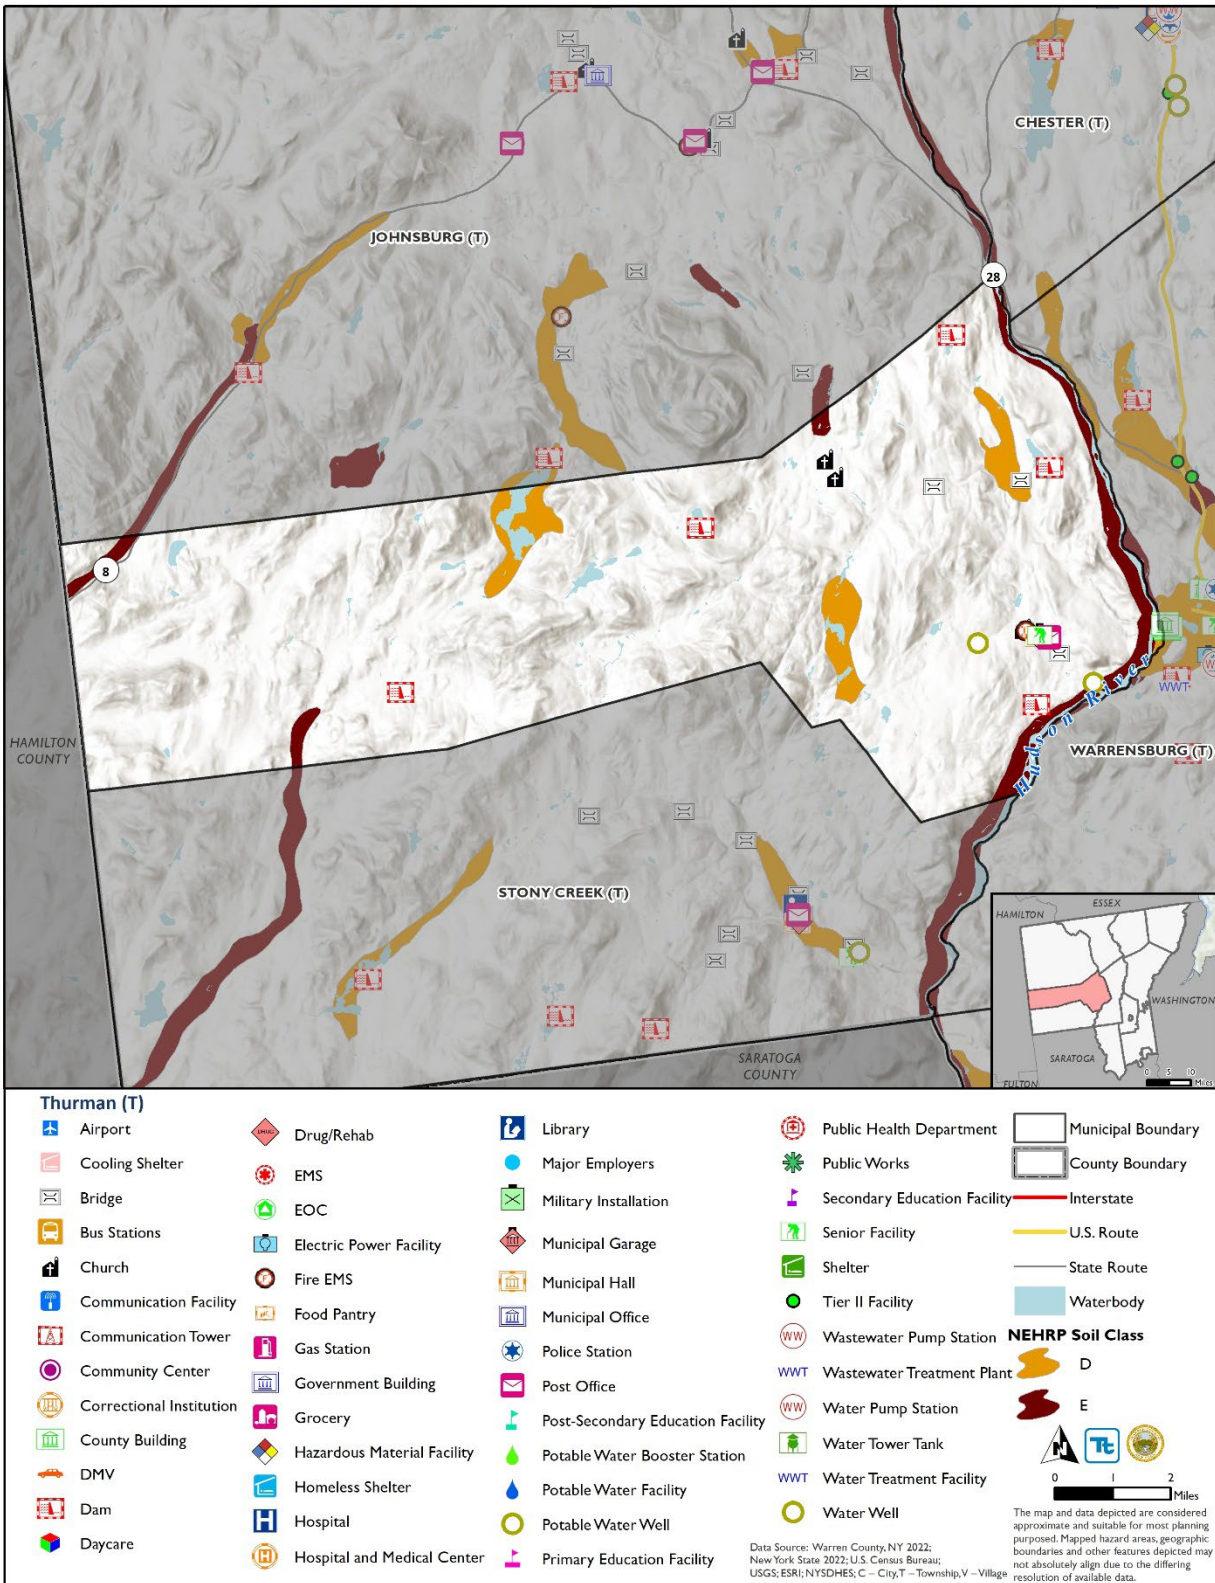 CHESTER (T)
JOHNSBURG (T)
28
8
Hudson River
WWT
HAMILTON
COUNTY
WARRENSBURG (T)
STONY CREEK (T)
SARATOGA
COUNTY
HAMILTON
ESSEX
WASHINGTON
SARATOGA
FULTON
0 5 10
Miles
Thurman (T)
Airport
Cooling Shelter
Bridge
Bus Stations
Church
Communication Facility
Communication Tower
Community Center
Correctional Institution
County Building
DMV
Dam
Daycare
Drug/Rehab
EMS
EOC
Electric Power Facility
Fire EMS
Food Pantry
Gas Station
Government Building
Grocery
Hazardous Material Facility
Homeless Shelter
Hospital
Hospital and Medical Center
Library
Major Employers
Military Installation
Municipal Garage
Municipal Hall
Municipal Office
Police Station
Post Office
Post-Secondary Education Facility
Potable Water Booster Station
Potable Water Facility
Potable Water Well
Primary Education Facility
Public Health Department
Public Works
Secondary Education Facility
Senior Facility
Shelter
Tier II Facility
WW Wastewater Pump Station
WWT Wastewater Treatment Plant
WW Water Pump Station
Water Tower Tank
WWT Water Treatment Facility
Water Well
Municipal Boundary
County Boundary
Interstate
U.S. Route
State Route
Waterbody
NEHRP Soil Class
D
E
N
Tt
0 1 2
Miles
Data Source: Warren County, NY 2022;
New York State 2022; U.S. Census Bureau;
USGS; ESRI; NYSDHES; C – City, T – Township, V – Village
The map and data depicted are considered
approximate and suitable for most planning
purposed. Mapped hazard areas, geographic
boundaries and other features depicted may
not absolutely align due to the differing
resolution of available data.